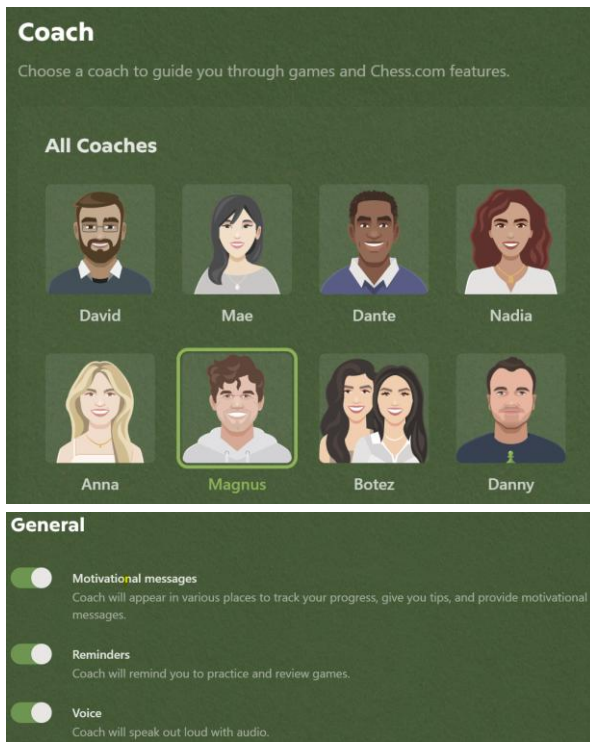 Coach
Choose a coach to guide you through games and Chess.com features.
All Coaches
David Mae Dante Nadia
Anna Magnus Botez Danny
General
Motivational messages
Coach will appear in various places to track your progress, give you tips, and provide motivational
messages.
Reminders
Coach will remind you to practice and review games.
Voice
Coach will speak out loud with audio.